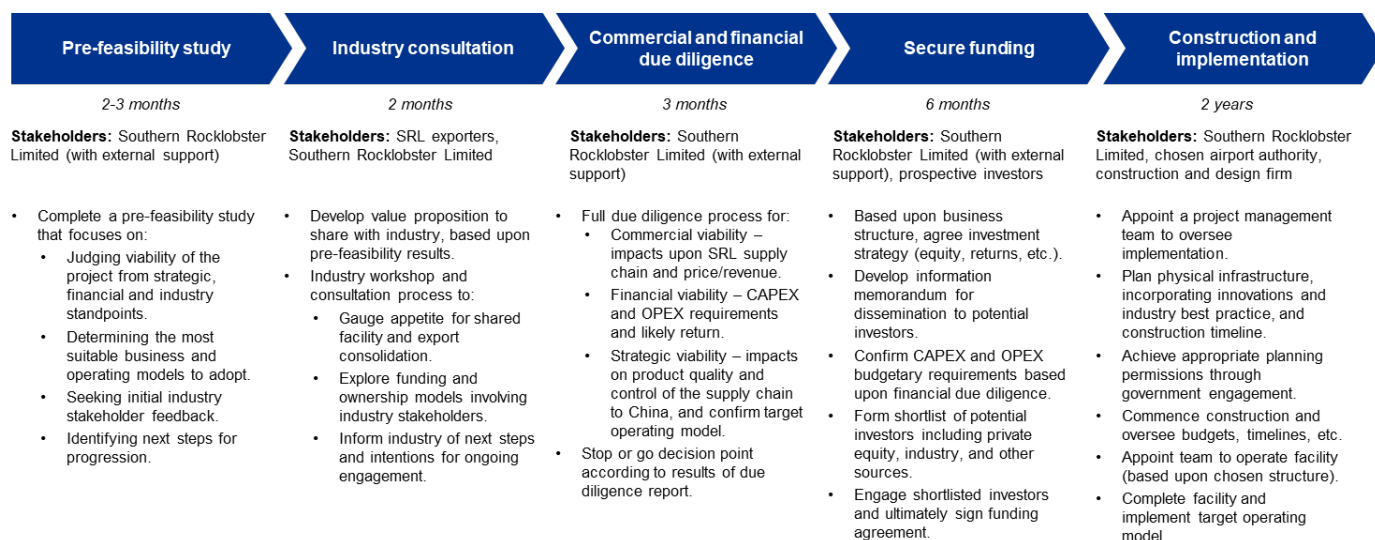 Pre-feasibility study
2-3 months
Stakeholders: Southern Rocklobster
Limited (with external support)
• Complete a pre-feasibility study
that focuses on:
• Judging viability of the
project from strategic,
financial and industry
standpoints.
• Determining the most
suitable business and
operating models to adopt.
• Seeking initial industry
stakeholder feedback.
• Identifying next steps for
progression.
Industry consultation
2 months
Stakeholders: SRL exporters,
Southern Rocklobster Limited
• Develop value proposition to
share with industry, based upon
pre-feasibility results.
• Industry workshop and
consultation process to:
• Gauge appetite for shared
facility and export
consolidation.
• Explore funding and
ownership models involving
industry stakeholders.
• Inform industry of next steps
and intentions for ongoing
engagement.
Commercial and financial
due diligence
3 months
Stakeholders: Southern
Rocklobster Limited (with external
support)
• Full due diligence process for:
• Commercial viability –
impacts upon SRL supply
chain and price/revenue.
• Financial viability – CAPEX
and OPEX requirements
and likely return.
• Strategic viability – impacts
on product quality and
control of the supply chain
to China, and confirm target
operating model.
• Stop or go decision point
according to results of due
diligence report.
Secure funding
6 months
Stakeholders: Southern
Rocklobster Limited (with external
support), prospective investors
• Based upon business
structure, agree investment
strategy (equity, returns, etc.).
• Develop information
memorandum for
dissemination to potential
investors.
• Confirm CAPEX and OPEX
budgetary requirements based
upon financial due diligence.
• Form shortlist of potential
investors including private
equity, industry, and other
sources.
• Engage shortlisted investors
and ultimately sign funding
agreement.
Construction and
implementation
2 years
Stakeholders: Southern Rocklobster
Limited, chosen airport authority,
construction and design firm
• Appoint a project management
team to oversee
implementation.
• Plan physical infrastructure,
incorporating innovations and
industry best practice, and
construction timeline.
• Achieve appropriate planning
permissions through
government engagement.
• Commence construction and
oversee budgets, timelines, etc.
• Appoint team to operate facility
(based upon chosen structure).
• Complete facility and
implement target operating
model